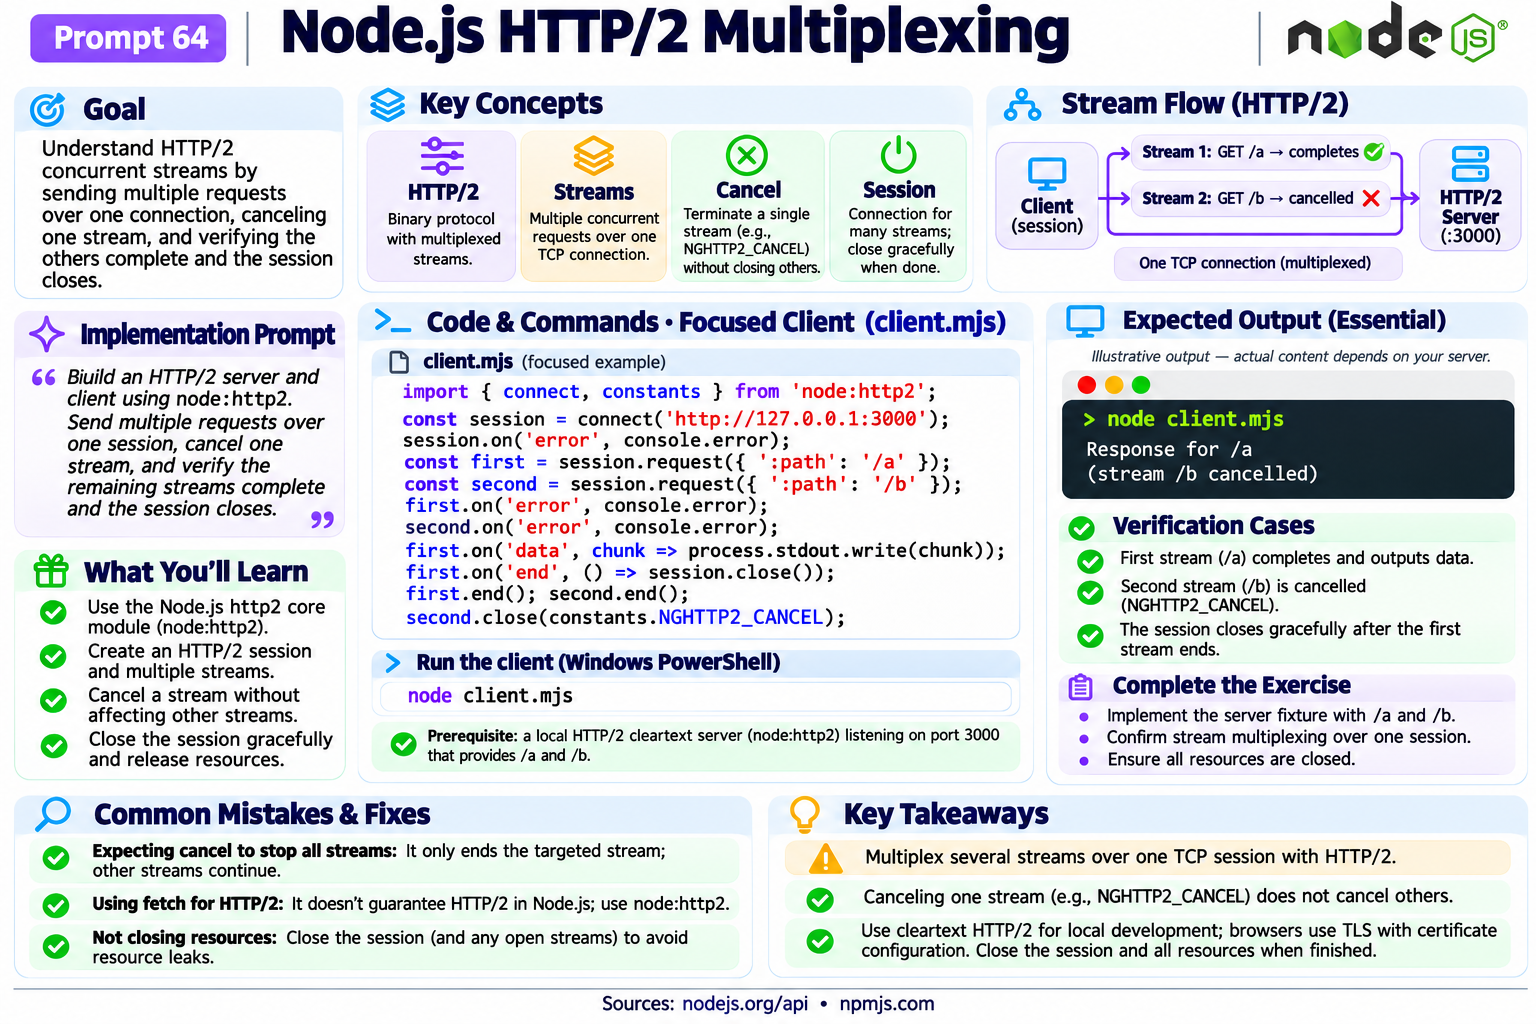 Prompt 64
Node.js HTTP/2 Multiplexing
node JS
Goal
Understand HTTP/2
concurrent streams by
sending multiple requests
over one connection, canceling
one stream, and verifying the
others complete and the session
closes.
Key Concepts
HTTP/2
Binary protocol
with multiplexed
streams.
Streams
Multiple concurrent
requests over one
TCP connection.
Cancel
Terminate a single
stream (e.g.,
NGHTTP2_CANCEL)
without closing others.
Session
Connection for
many streams;
close gracefully
when done.
Stream Flow (HTTP/2)
Client
(session)
Stream 1: GET /a → completes
Stream 2: GET /b → cancelled
HTTP/2
Server
(:3000)
One TCP connection (multiplexed)
Implementation Prompt
“ Biuild an HTTP/2 server and
client using node:http2.
Send multiple requests over
one session, cancel one
stream, and verify the
remaining streams complete
and the session closes. ”
What You’ll Learn
Use the Node.js http2 core
module (node:http2).
Create an HTTP/2 session
and multiple streams.
Cancel a stream without
affecting other streams.
Close the session gracefully
and release resources.
Code & Commands • Focused Client (client.mjs)
client.mjs (focused example)
import { connect, constants } from 'node:http2';
const session = connect('http://127.0.0.1:3000');
session.on('error', console.error);
const first = session.request({ ':path': '/a' });
const second = session.request({ ':path': '/b' });
first.on('error', console.error);
second.on('error', console.error);
first.on('data', chunk => process.stdout.write(chunk));
first.on('end', () => session.close());
first.end(); second.end();
second.close(constants.NGHTTP2_CANCEL);
Run the client (Windows PowerShell)
node client.mjs
Prerequisite: a local HTTP/2 cleartext server (node:http2) listening on port 3000
that provides /a and /b.
Expected Output (Essential)
Illustrative output — actual content depends on your server.
> node client.mjs
Response for /a
(stream /b cancelled)
Verification Cases
First stream (/a) completes and outputs data.
Second stream (/b) is cancelled
(NGHTTP2_CANCEL).
The session closes gracefully after the first
stream ends.
Complete the Exercise
• Implement the server fixture with /a and /b.
• Confirm stream multiplexing over one session.
• Ensure all resources are closed.
Common Mistakes & Fixes
Expecting cancel to stop all streams: It only ends the targeted stream;
other streams continue.
Using fetch for HTTP/2: It doesn’t guarantee HTTP/2 in Node.js; use node:http2.
Not closing resources: Close the session (and any open streams) to avoid
resource leaks.
Key Takeaways
Multiplex several streams over one TCP session with HTTP/2.
Canceling one stream (e.g., NGHTTP2_CANCEL) does not cancel others.
Use cleartext HTTP/2 for local development; browsers use TLS with certificate
configuration. Close the session and all resources when finished.
Sources: nodejs.org/api • npmjs.com